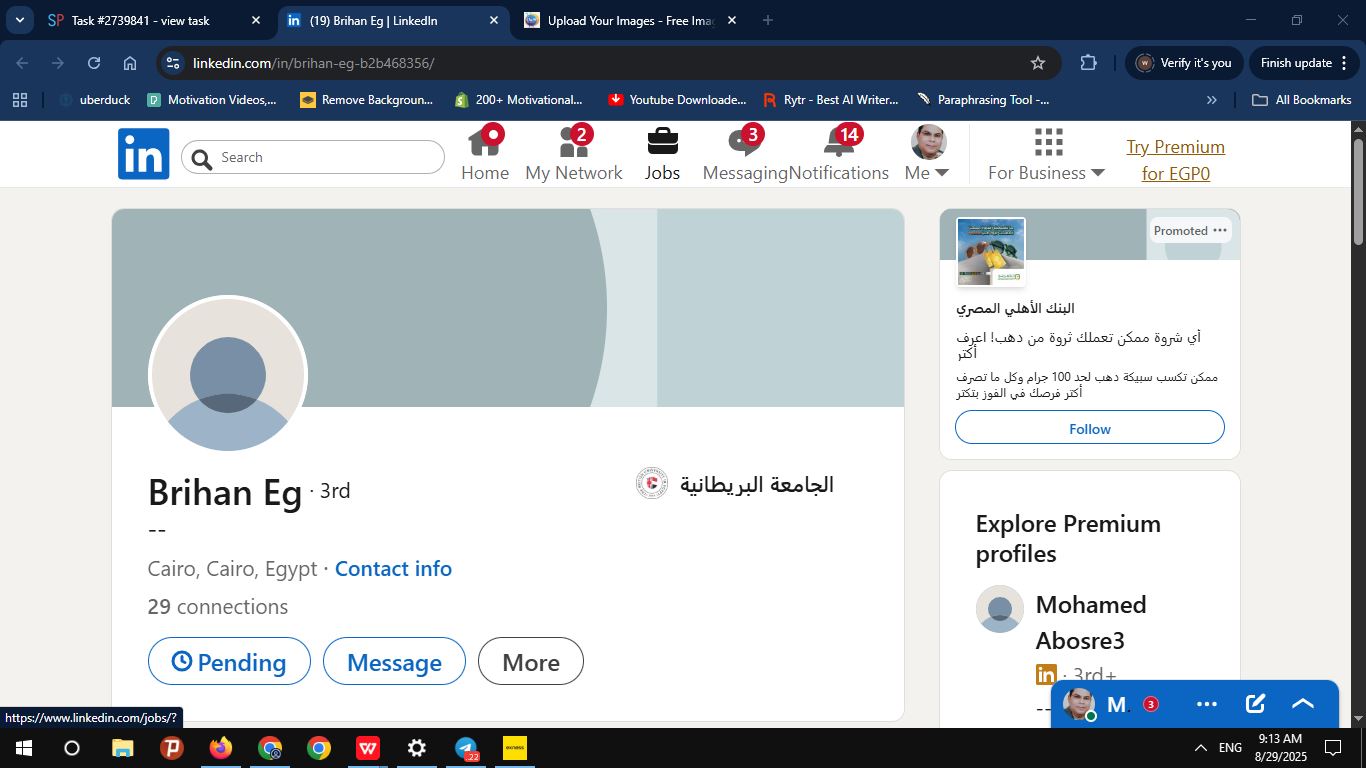 Task #2739841 - view task
(19) Brihan Eg | LinkedIn
Upload Your Images - Free Imag
linkedin.com/in/brihan-eg-b2b468356/
Verify it's you
Finish update
uberduck
Motivation Videos,...
Remove Backgroun...
200+ Motivational...
Youtube Downloade...
Rytr - Best AI Writer...
Paraphrasing Tool -...
All Bookmarks
in
Search
Home
2
My Network
Jobs
3
Messaging
14
Notifications
Me
For Business
Try Premium
for EGP0
Promoted
البنك الأهلي المصري
أي شروة ممكن تعملك ثروة من دهب! اعرف
أكتر
ممكن تكسب سبيكة دهب لحد 100 جرام وكل ما تصرف
أكتر فرصك في الفوز بتكتر
Follow
Brihan Eg · 3rd
--
الجامعة البريطانية
Cairo, Cairo, Egypt · Contact info
29 connections
Pending
Message
More
Explore Premium
profiles
Mohamed
Abosre3
in · 3rd+
--
M.
3
https://www.linkedin.com/jobs/?
22
exness
ENG
9:13 AM
8/29/2025